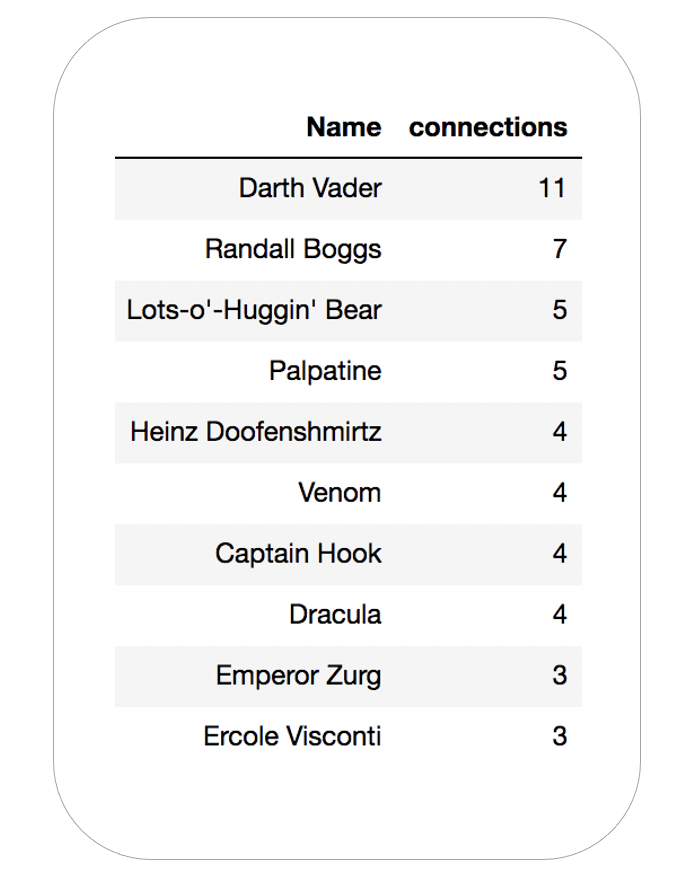 Name connections
Darth Vader 11
Randall Boggs 7
Lots-o'-Huggin' Bear 5
Palpatine 5
Heinz Doofenshmirtz 4
Venom 4
Captain Hook 4
Dracula 4
Emperor Zurg 3
Ercole Visconti 3